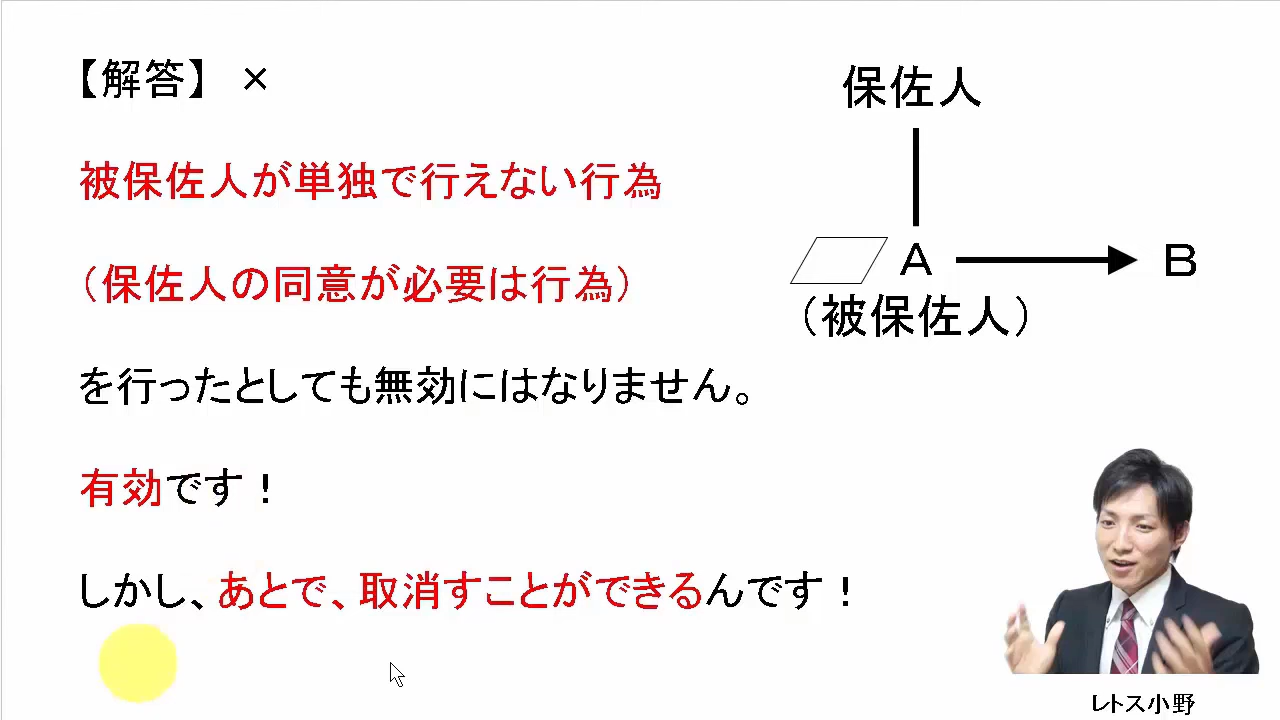 【解答】 ×
被保佐人が単独で行えない行為
（保佐人の同意が必要は行為）
を行ったとしても無効にはなりません。
有効です！
しかし、あとで、取消すことができるんです！
保佐人
A B
（被保佐人）
レトス小野